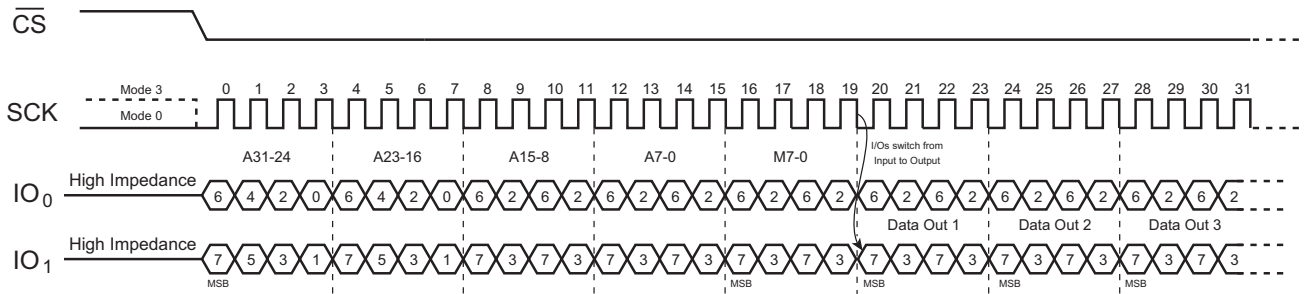 CS
Mode 3
0 1 2 3 4 5 6 7 8 9 10 11 12 13 14 15 16 17 18 19 20 21 22 23 24 25 26 27 28 29 30 31
SCK
Mode 0
I/Os switch from
Input to Output
A31-24 A23-16 A15-8 A7-0 M7-0
High Impedance
IO0
6 4 2 0 6 4 2 0 6 2 6 2 6 2 6 2 6 2 6 2 6 2 6 2 6 2 6 2 6 2 6 2
Data Out 1 Data Out 2 Data Out 3
High Impedance
IO1
7 5 3 1 7 5 3 1 7 3 7 3 7 3 7 3 7 3 7 3 7 3 7 3 7 3 7 3 7 3 7 3
MSB MSB MSB MSB MSB